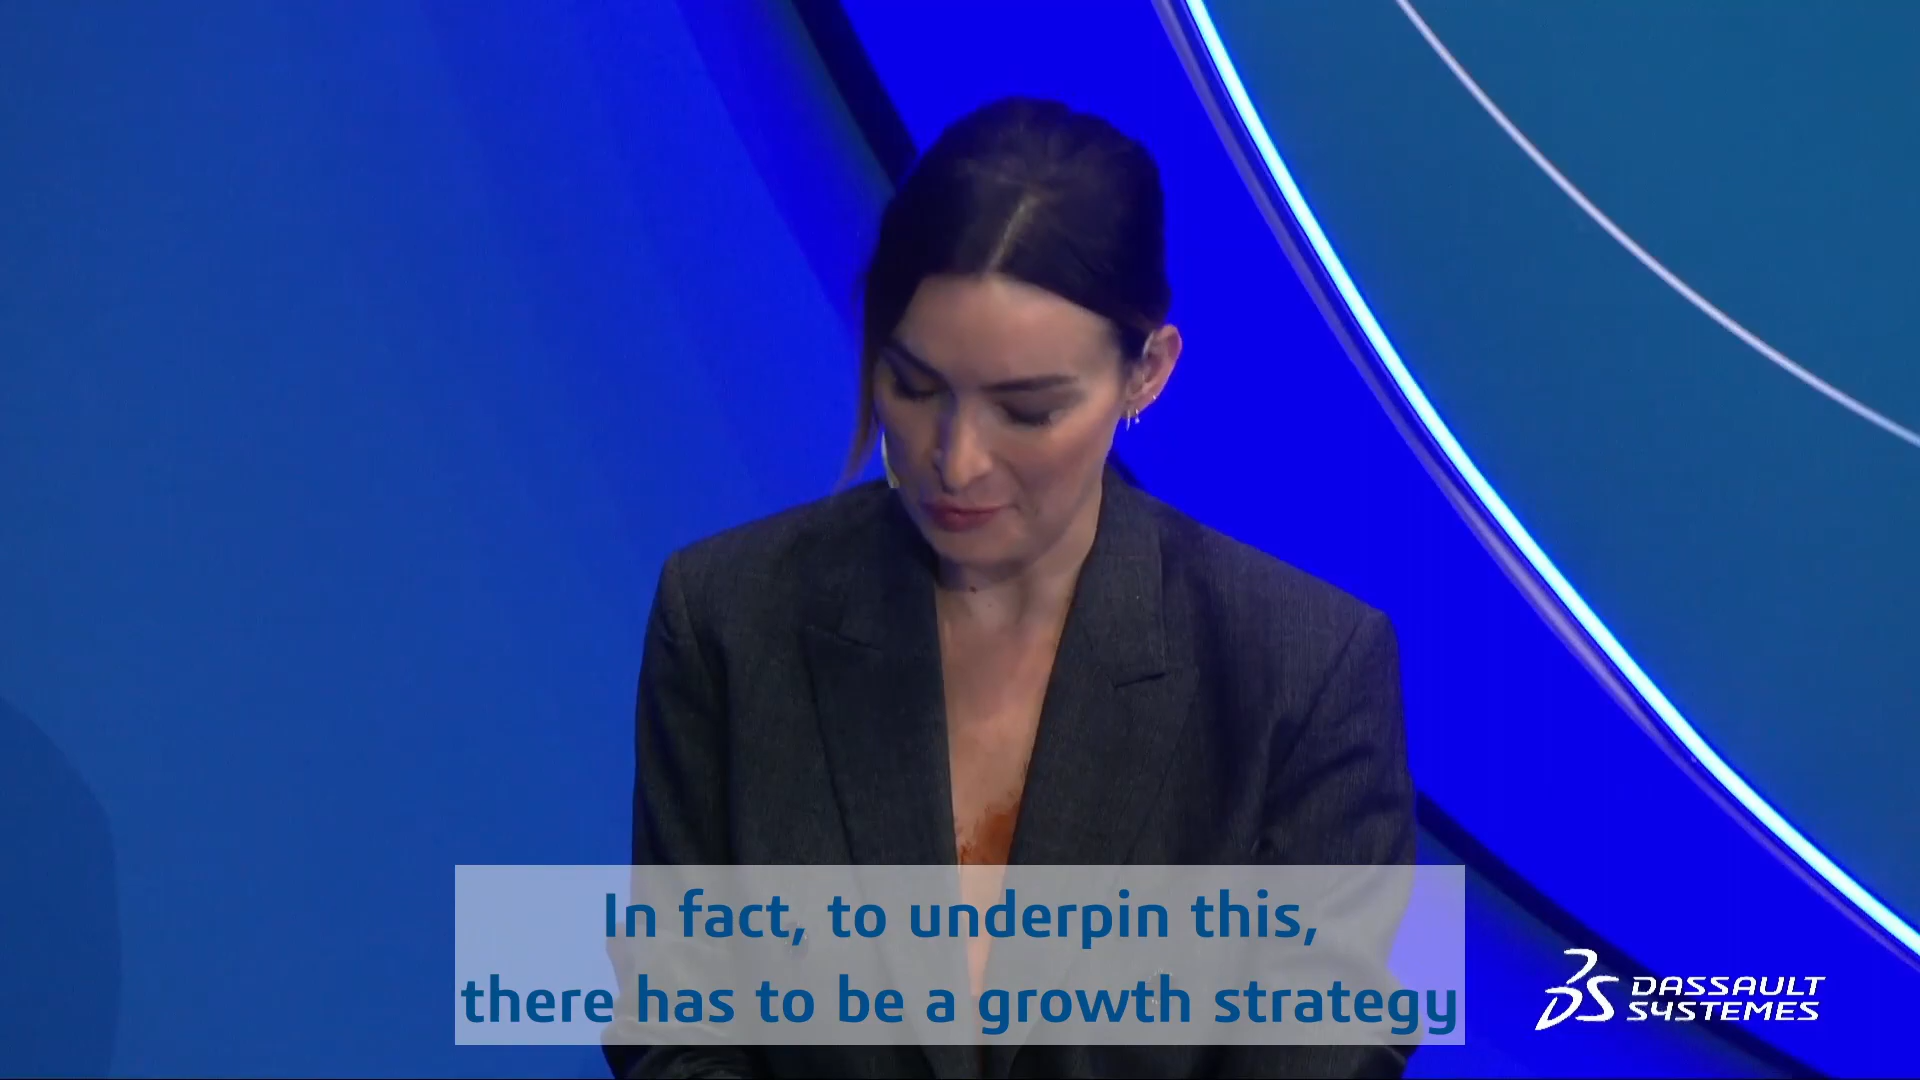 In fact, to underpin this,
there has to be a growth strategy
DASSAULT
SYSTEMES